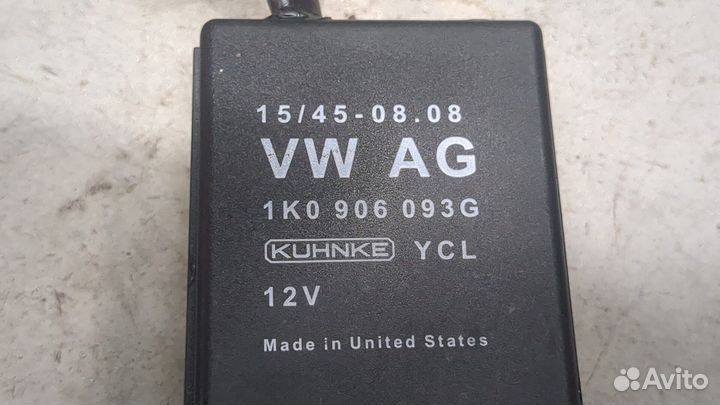 15/45-08.08
VW AG
1K0 906 093G
KUHNKE YCL
12V
Made in United States
Avito